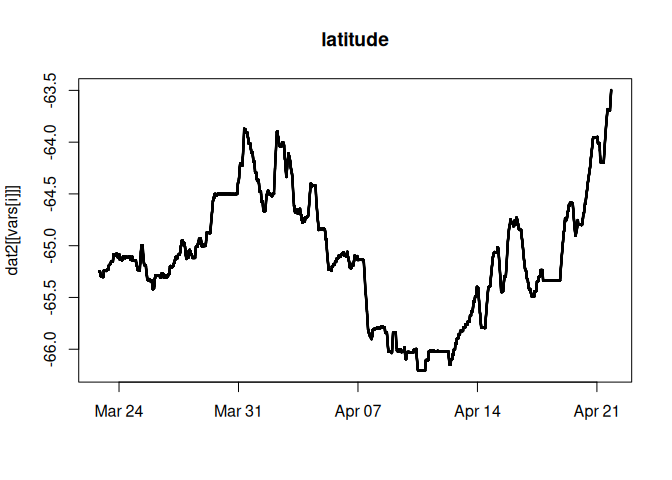 latitude
dat2[[vars[i]]]
-63.5
-64.0
-64.5
-65.0
-65.5
-66.0
Mar 24
Mar 31
Apr 07
Apr 14
Apr 21